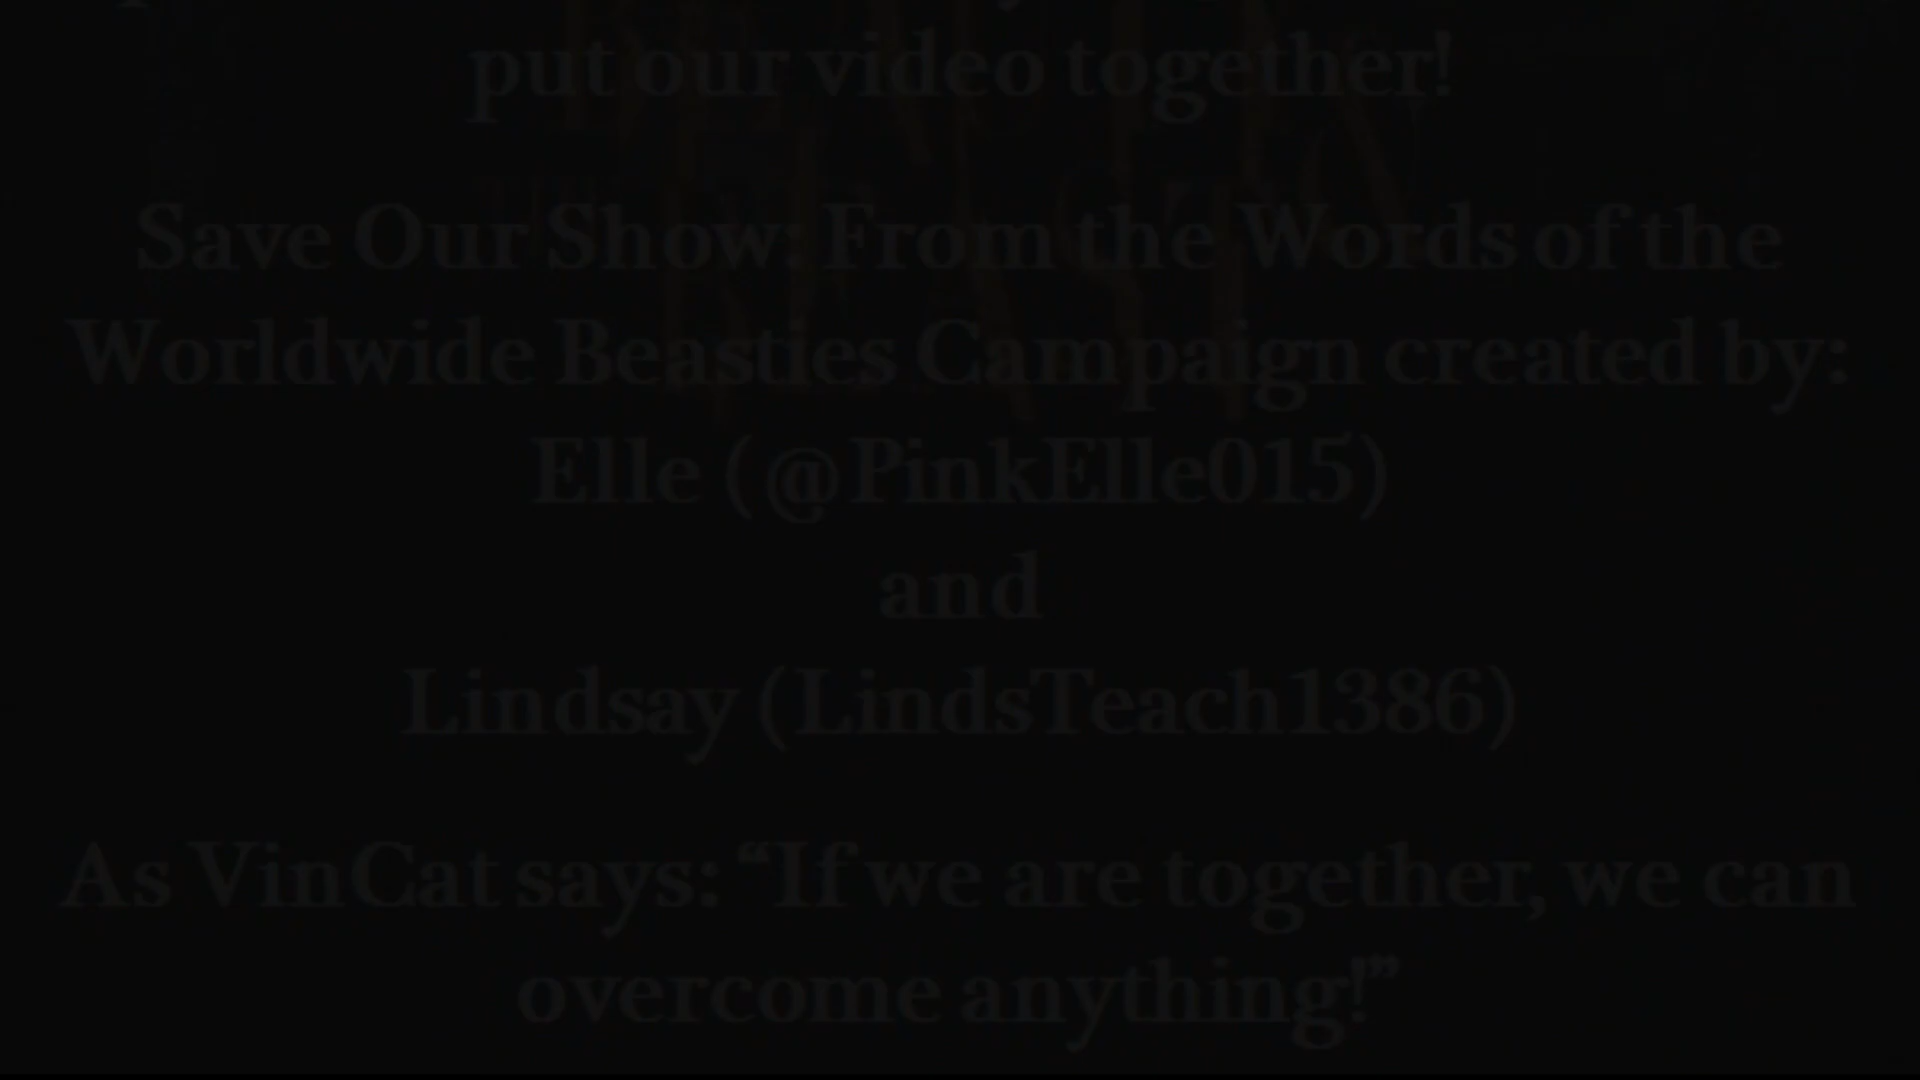 put our video together!
Save Our Show: From the Words of the
Worldwide Beasties Campaign created by:
Elle (@PinkElle015)
and
Lindsay (LindsTeach1386)
As VinCat says: “If we are together, we can
overcome anything!”